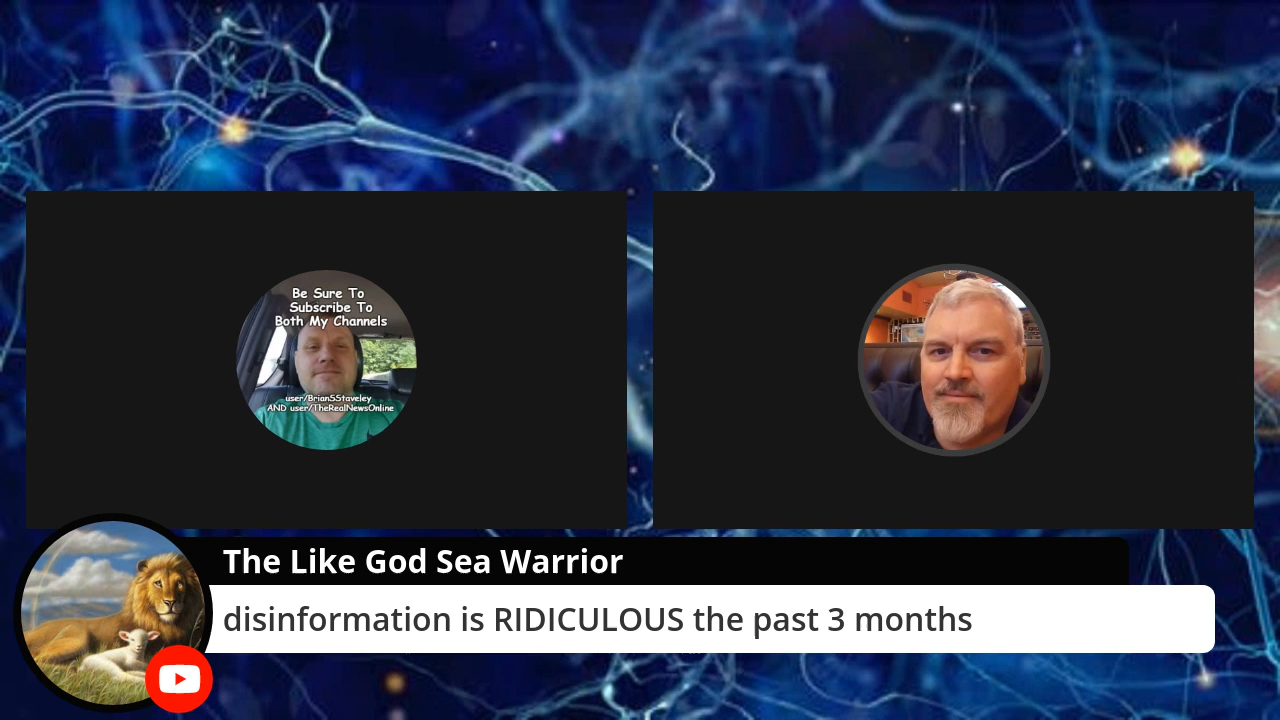 Be Sure To
Subscribe To
Both My Channels
user/BrianSStaveley
AND user/TheRealNewsOnline
The Like God Sea Warrior
disinformation is RIDICULOUS the past 3 months